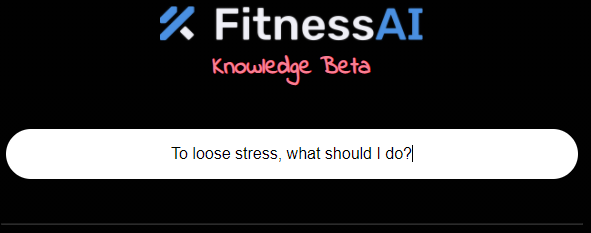 FitnessAI
Knowledge Beta
To loose stress, what should I do?